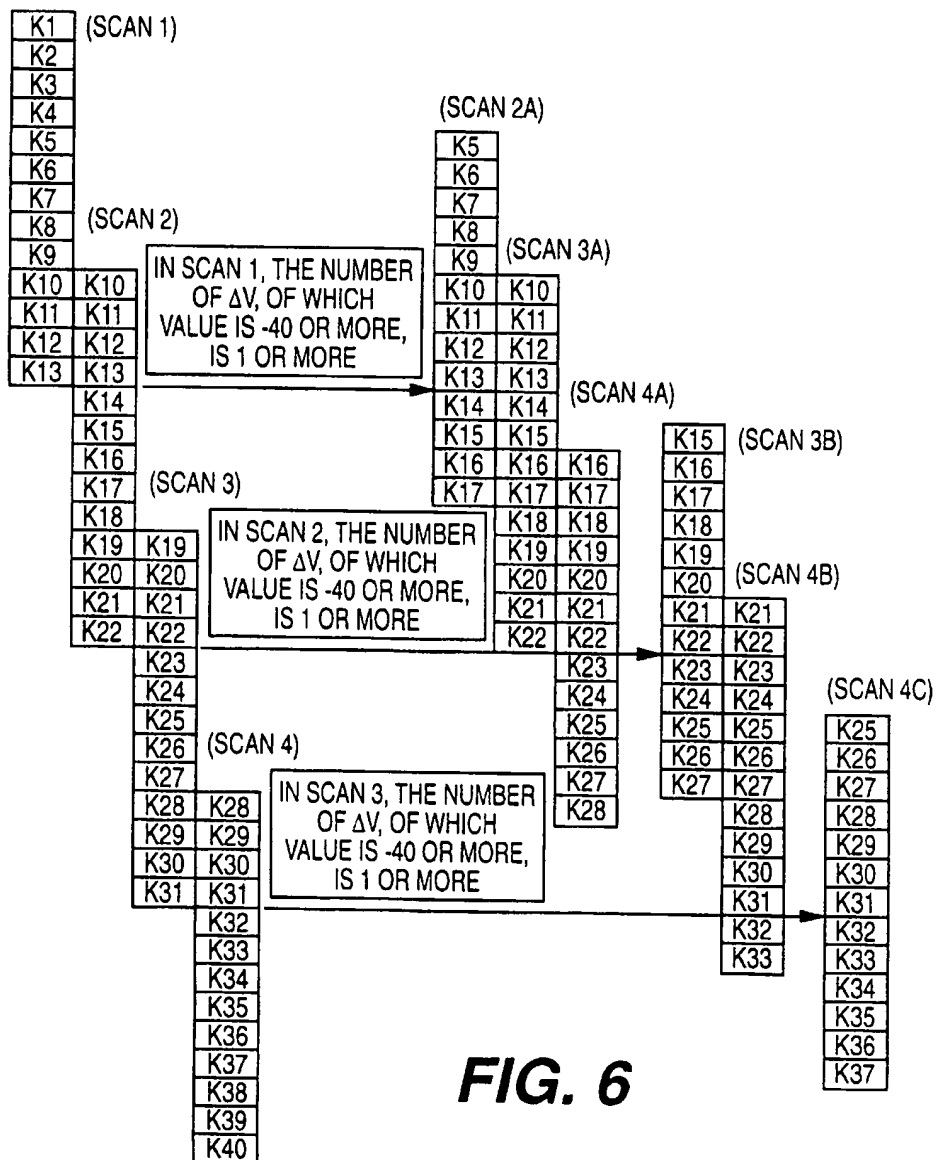 (SCAN 1)
K1
K2
K3
K4
K5
K6
K7
K8
K9
K10
K11
K12
K13
(SCAN 2)
K10
K11
K12
K13
K14
K15
K16
K17
K18
K19
K20
K21
K22
(SCAN 3)
K19
K20
K21
K22
K23
K24
K25
K26
K27
K28
K29
K30
K31
(SCAN 4)
K28
K29
K30
K31
K32
K33
K34
K35
K36
K37
K38
K39
K40
IN SCAN 1, THE NUMBER
OF ΔV, OF WHICH
VALUE IS -40 OR MORE,
IS 1 OR MORE
(SCAN 2A)
K5
K6
K7
K8
K9
K10
K11
K12
K13
K14
K15
K16
K17
(SCAN 3A)
K10
K11
K12
K13
K14
K15
K16
K17
K18
K19
K20
K21
K22
(SCAN 4A)
K16
K17
K18
K19
K20
K21
K22
K23
K24
K25
K26
K27
K28
IN SCAN 2, THE NUMBER
OF ΔV, OF WHICH
VALUE IS -40 OR MORE,
IS 1 OR MORE
(SCAN 3B)
K15
K16
K17
K18
K19
K20
K21
K22
K23
K24
K25
K26
K27
(SCAN 4B)
K21
K22
K23
K24
K25
K26
K27
K28
K29
K30
K31
K32
K33
IN SCAN 3, THE NUMBER
OF ΔV, OF WHICH
VALUE IS -40 OR MORE,
IS 1 OR MORE
(SCAN 4C)
K25
K26
K27
K28
K29
K30
K31
K32
K33
K34
K35
K36
K37
FIG. 6